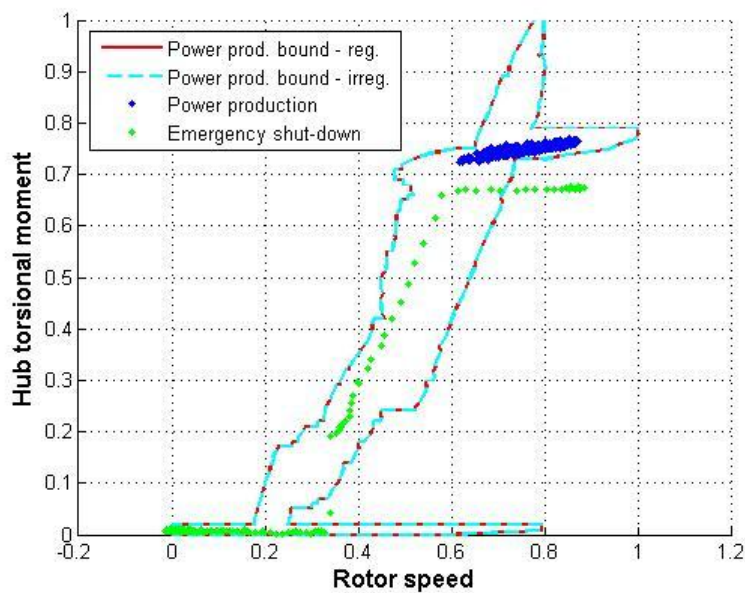 1
0.9
0.8
0.7
0.6
0.5
0.4
0.3
0.2
0.1
0
Hub torsional moment
Power prod. bound - reg.
Power prod. bound - irreg.
Power production
Emergency shut-down
-0.2 0 0.2 0.4 0.6 0.8 1 1.2
Rotor speed